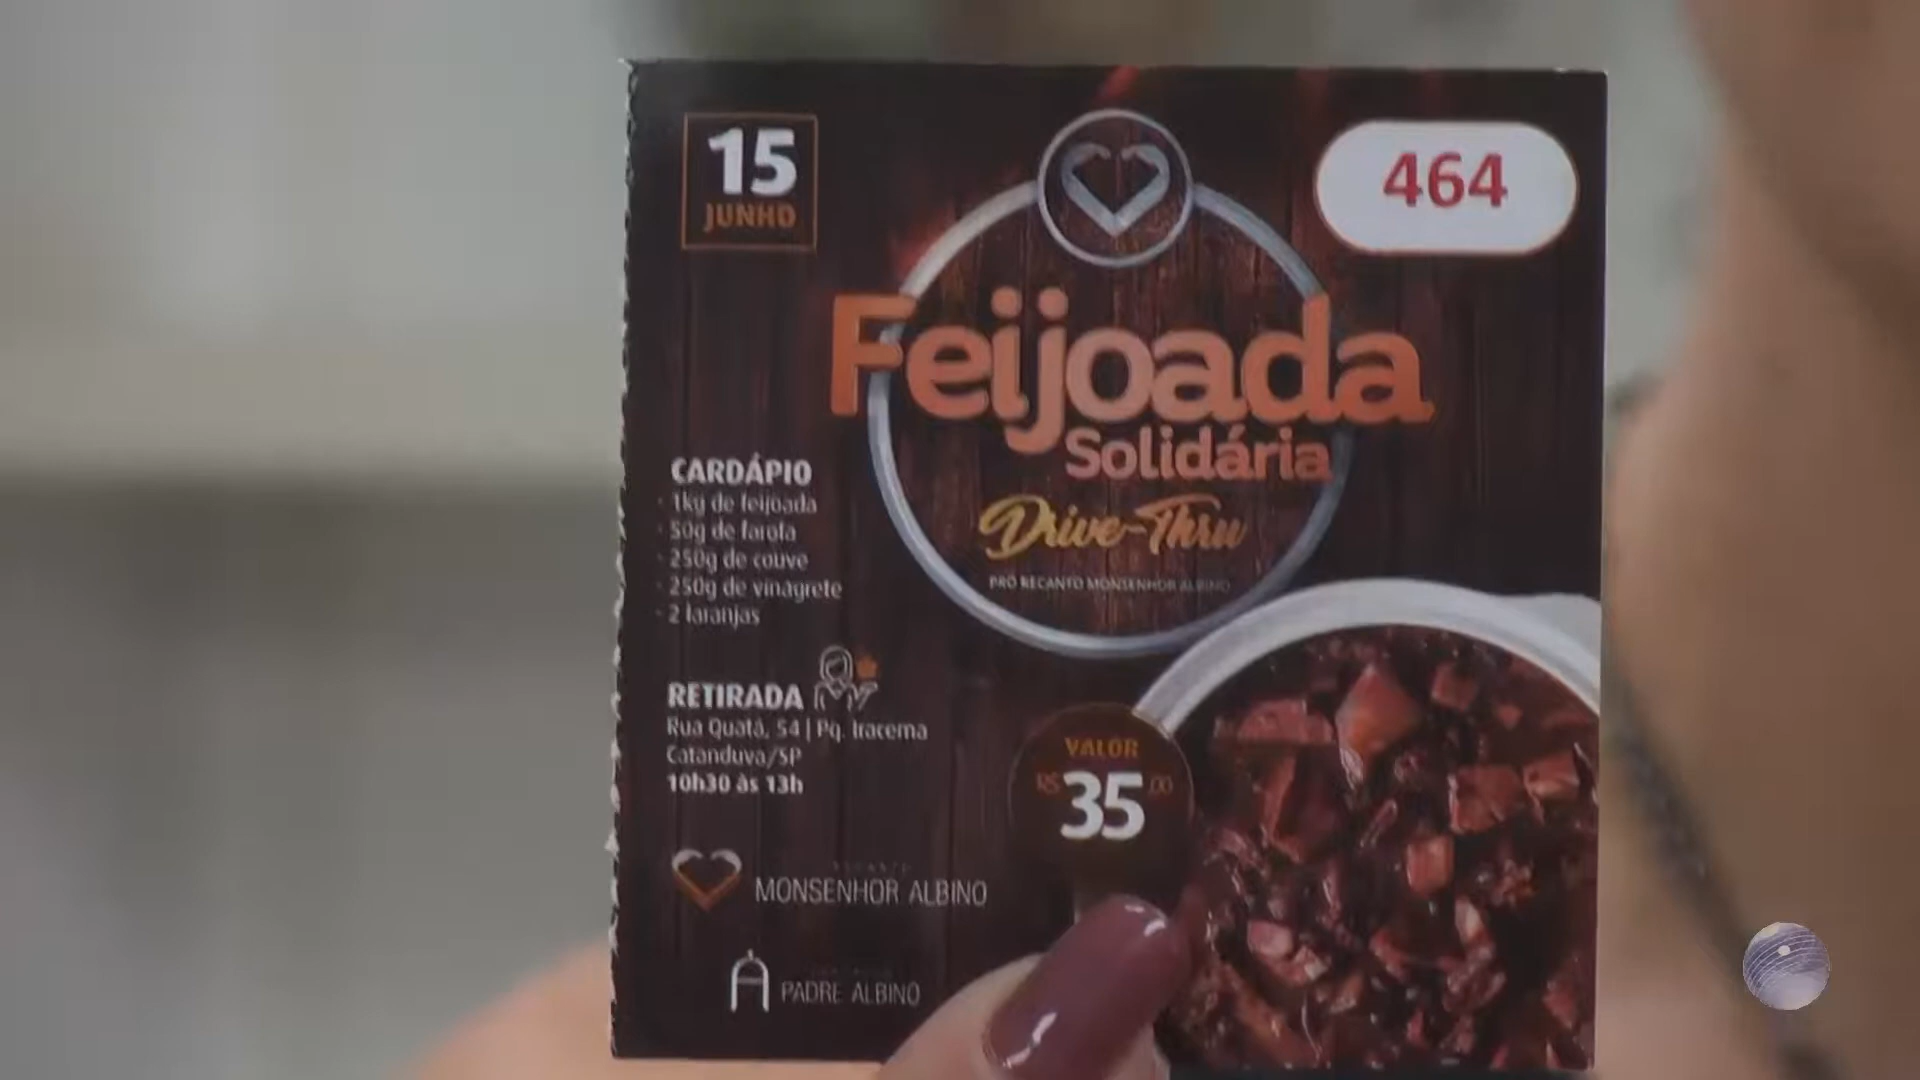 15
JUNHO
464
Feijoada
Solidária
Drive-Thru
PRÓ RECANTO MONSENHOR ALBINO
CARDÁPIO
- 1kg de feijoada
- 50g de farofa
- 250g de couve
- 250g de vinagrete
- 2 laranjas
RETIRADA
Rua Quatá, 54 | Pq. Iracema
Catanduva/SP
10h30 às 13h
VALOR
R$ 35,00
MONSENHOR ALBINO
PADRE ALBINO